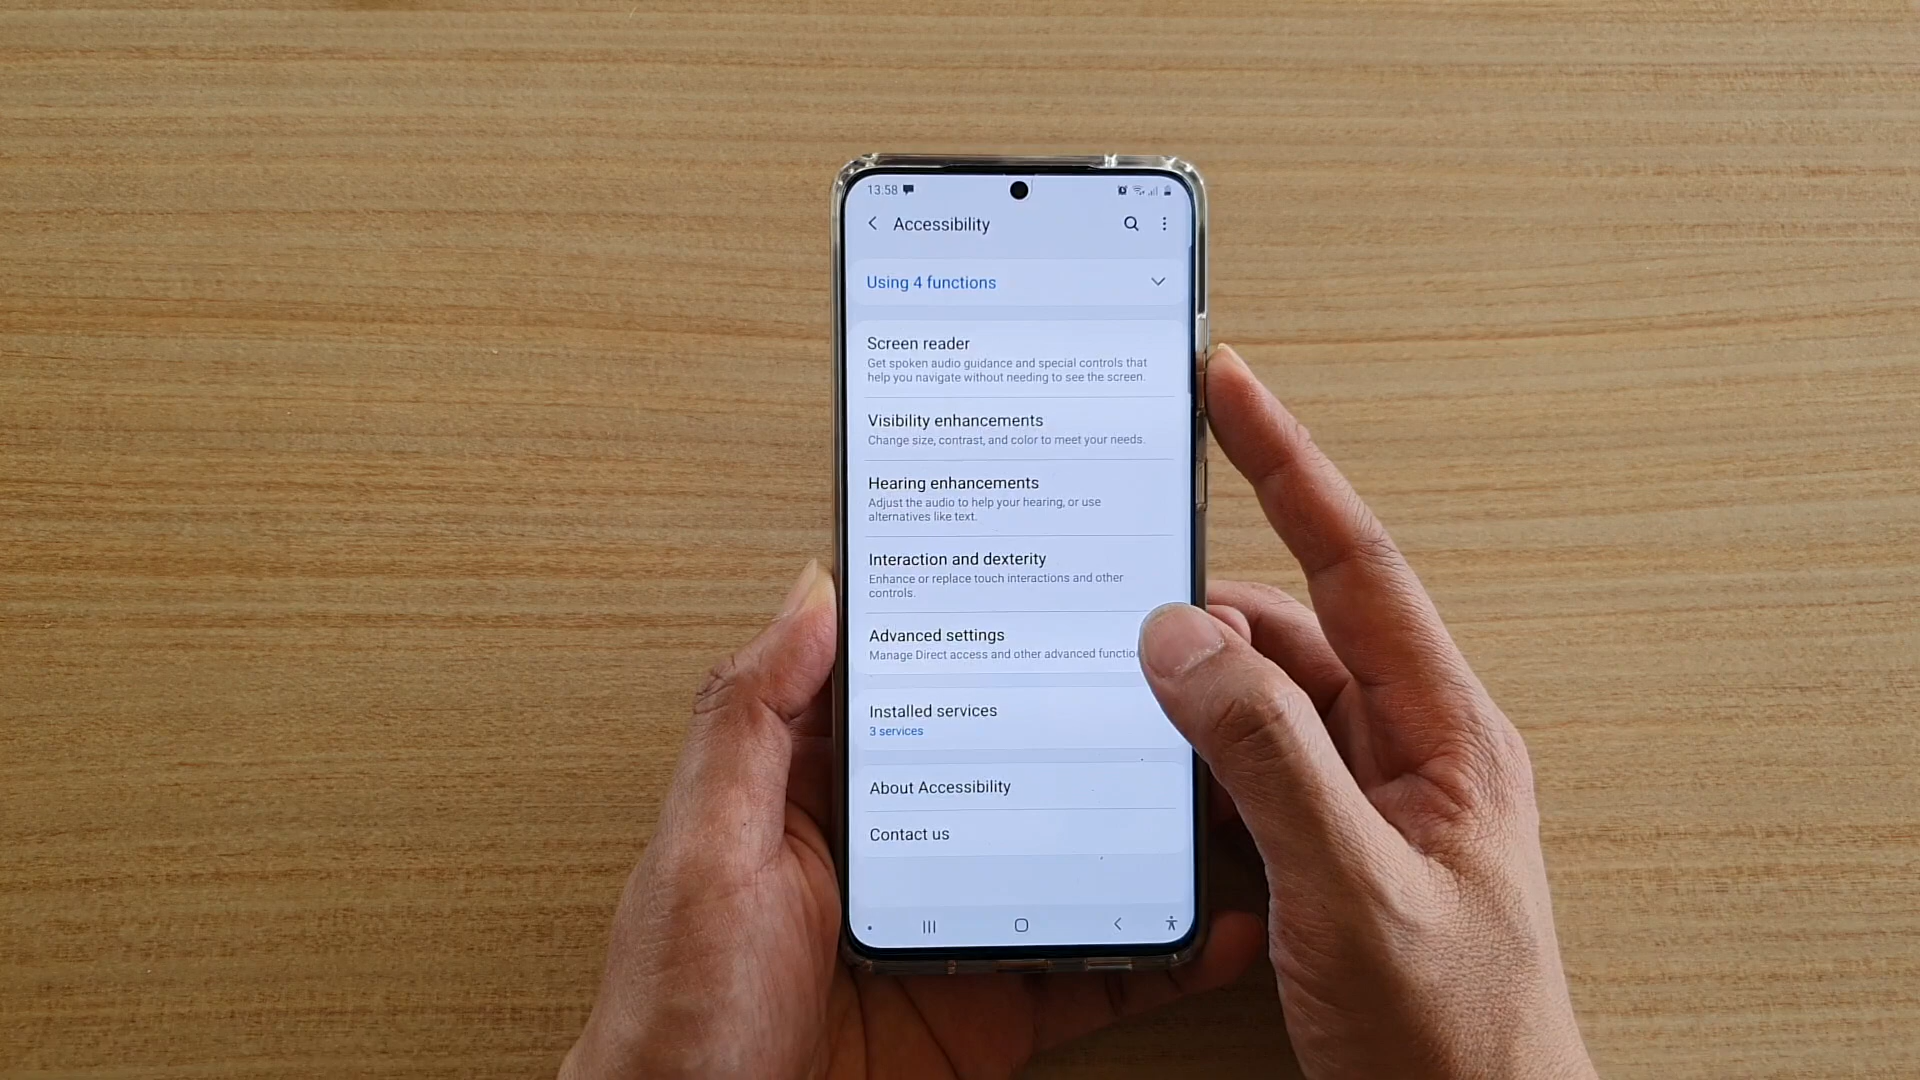 13.58
Accessibility
Using 4 functions
Screen reader
Get spoken audio guidance and special controls that
help you navigate without needing to see the screen.
Visibility enhancements
Change size, contrast, and color to meet your needs.
Hearing enhancements
Adjust the audio to help your hearing, or use
alternatives like text.
Interaction and dexterity
Enhance or replace touch interactions and other
controls.
Advanced settings
Manage Direct access and other advanced
Installed services
3 services
About Accessibility
Contact us